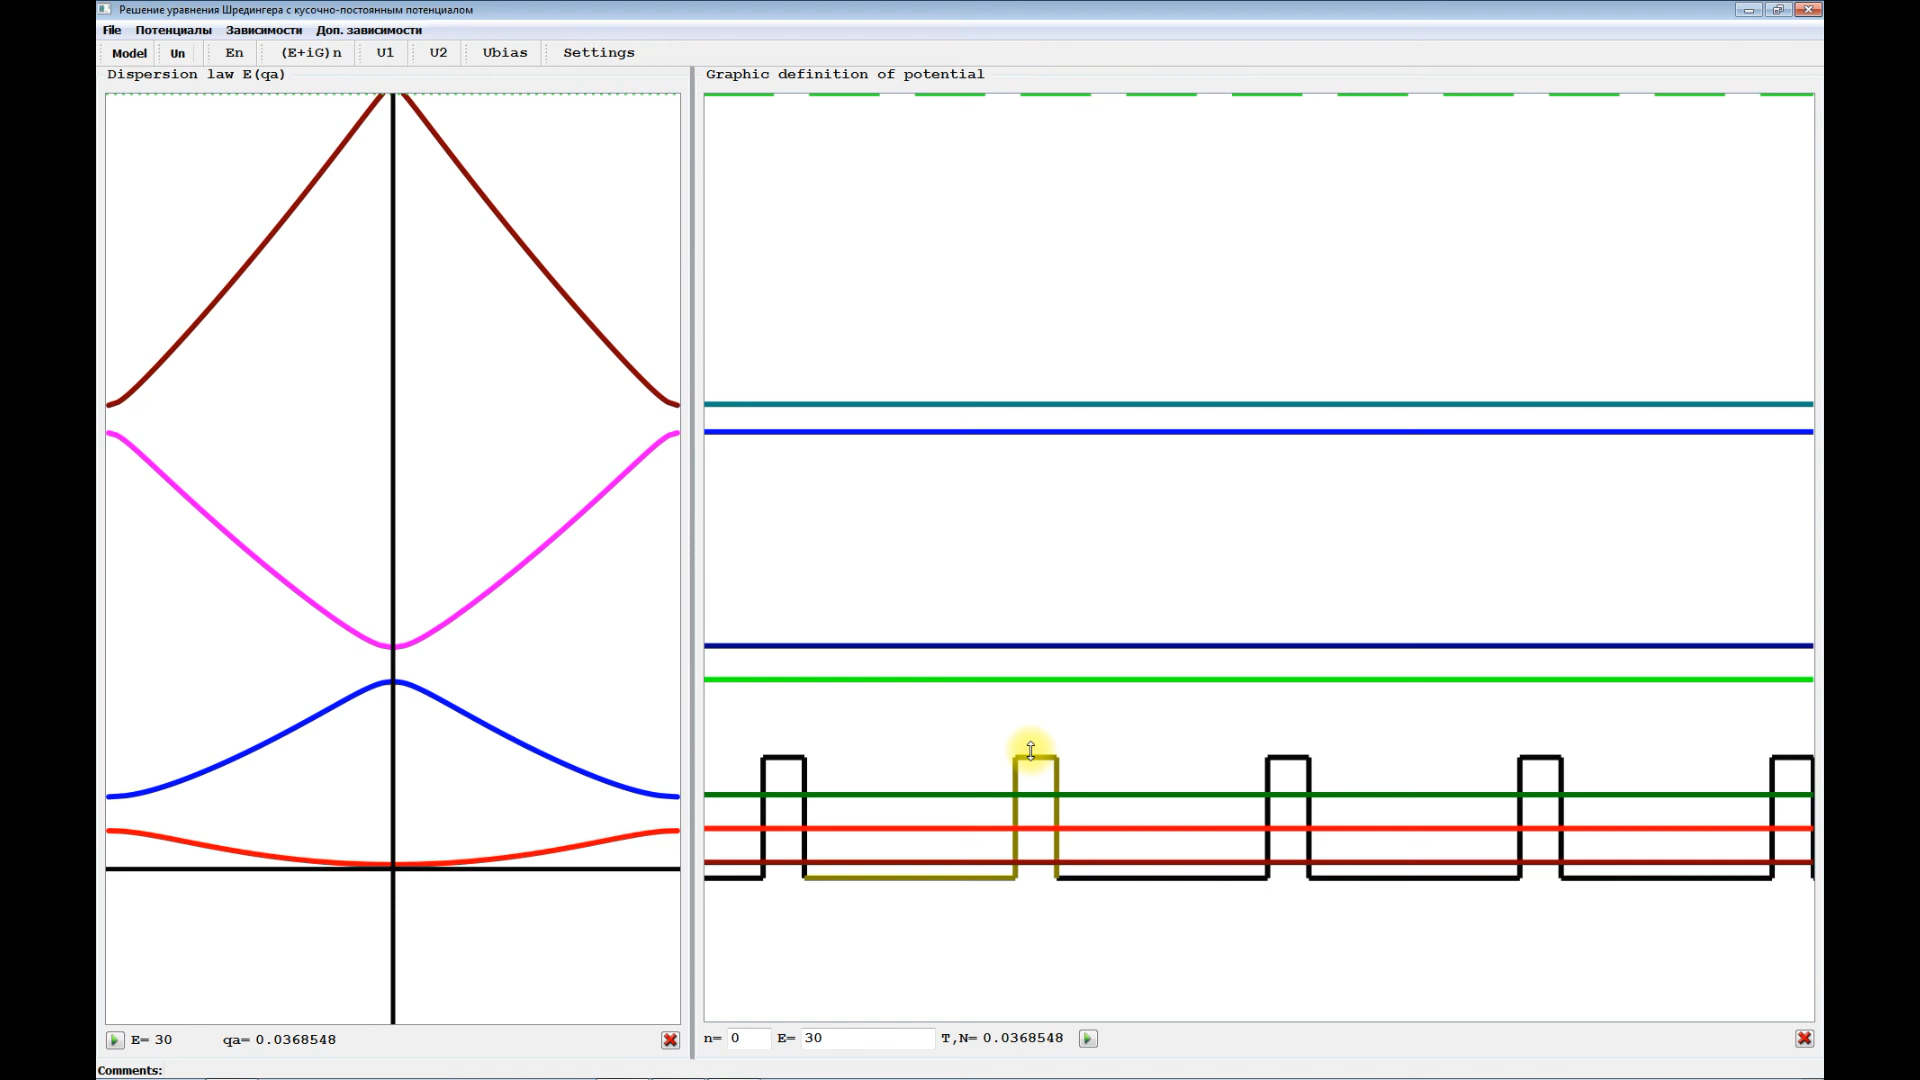 Решение уравнения Шредингера с кусочно-постоянным потенциалом
File Потенциалы Зависимости Доп. зависимости
Model Un En (E+iG)n U1 U2 Ubias Settings
Dispersion law E(qa)
Graphic definition of potential
E= 30 qa= 0.0368548
n= 0 E= 30 T,N= 0.0368548
Comments: